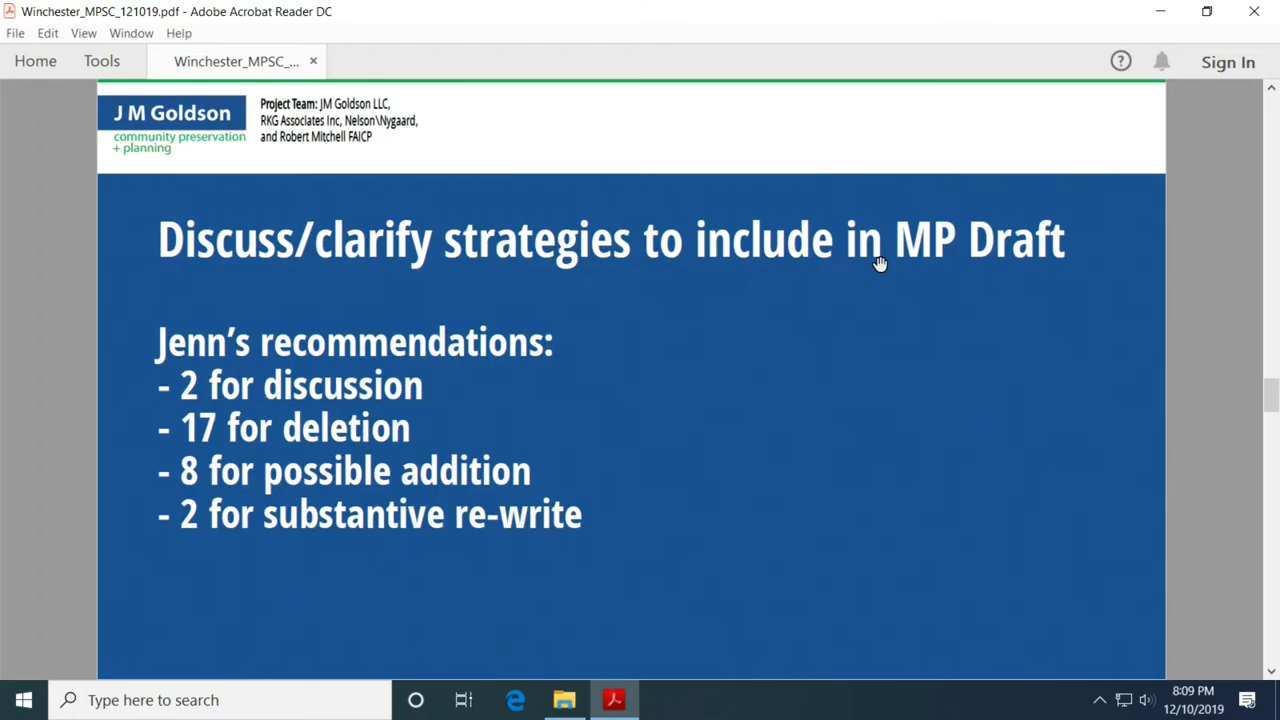 Winchester_MPSC_121019.pdf - Adobe Acrobat Reader DC
File Edit View Window Help
Home Tools Winchester_MPSC_... × ? Sign In
J M Goldson
community preservation
+ planning
Project Team: JM Goldson LLC,
RKG Associates Inc, Nelson\Nygaard,
and Robert Mitchell FAICP
Discuss/clarify strategies to include in MP Draft
Jenn’s recommendations:
- 2 for discussion
- 17 for deletion
- 8 for possible addition
- 2 for substantive re-write
Type here to search
8:09 PM
12/10/2019